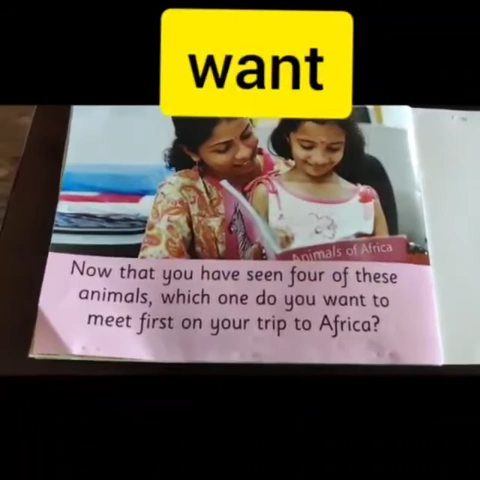 want
Animals of Africa
Now that you have seen four of these
animals, which one do you want to
meet first on your trip to Africa?